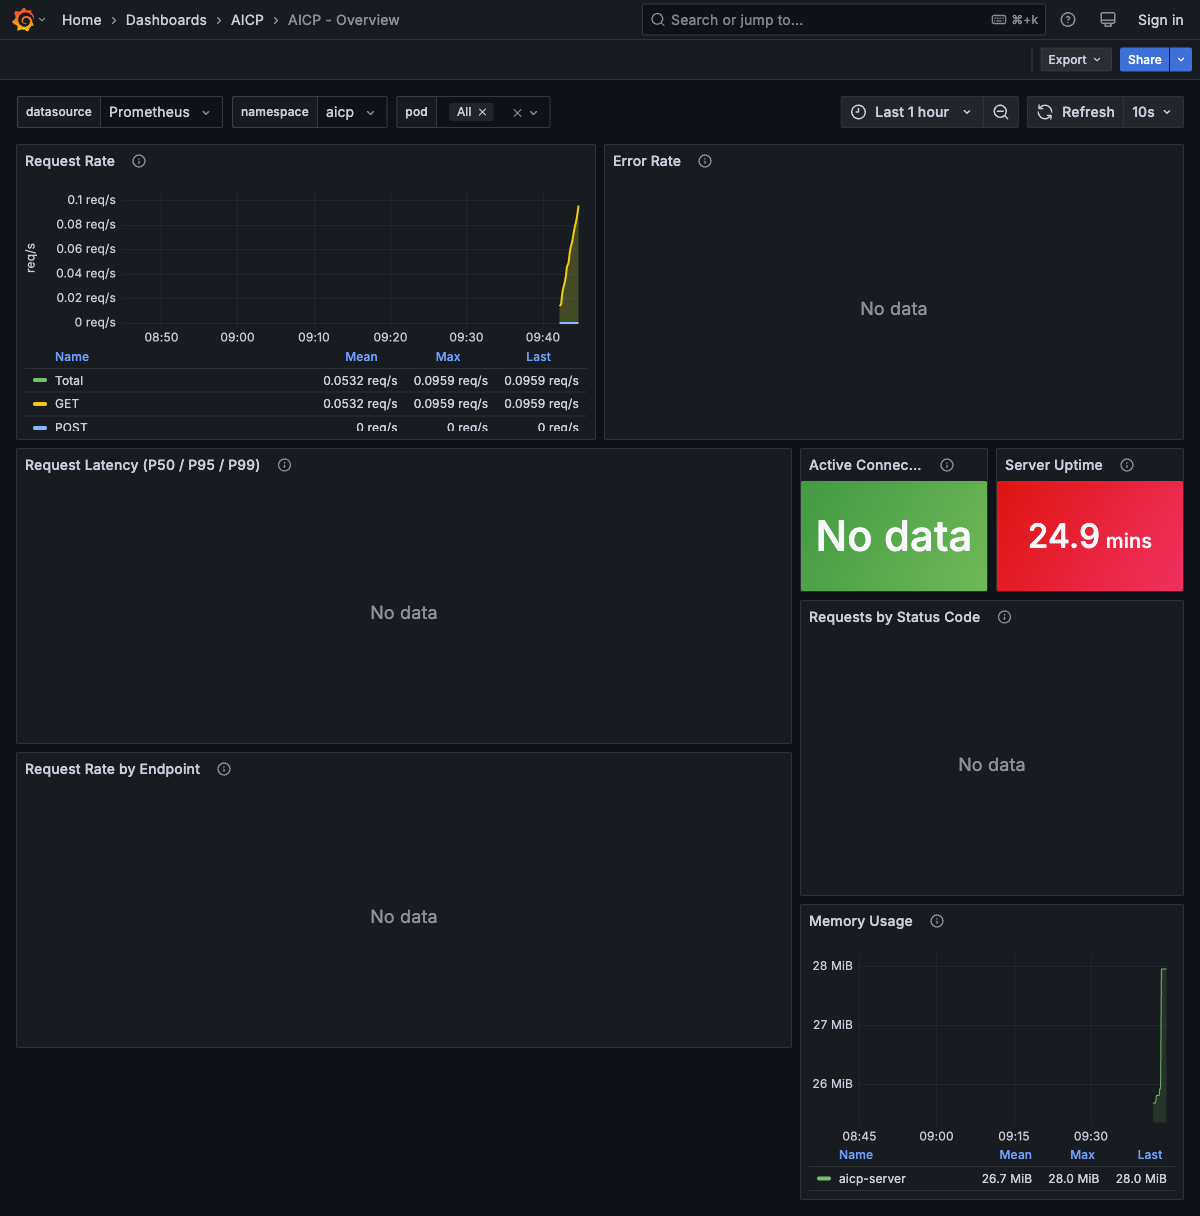 Home › Dashboards › AICP › AICP - Overview
Search or jump to...
⌘+k
Sign in
Export
Share
datasource Prometheus
namespace aicp
pod All
Last 1 hour
Refresh 10s
Request Rate
req/s
0.1 req/s
0.08 req/s
0.06 req/s
0.04 req/s
0.02 req/s
0 req/s
08:50 09:00 09:10 09:20 09:30 09:40
Name Mean Max Last
Total 0.0532 req/s 0.0959 req/s 0.0959 req/s
GET 0.0532 req/s 0.0959 req/s 0.0959 req/s
POST 0 req/s 0 req/s 0 req/s
Error Rate
No data
Request Latency (P50 / P95 / P99)
No data
Active Connec...
No data
Server Uptime
24.9 mins
Requests by Status Code
No data
Request Rate by Endpoint
No data
Memory Usage
28 MiB
27 MiB
26 MiB
08:45 09:00 09:15 09:30
Name Mean Max Last
aicp-server 26.7 MiB 28.0 MiB 28.0 MiB